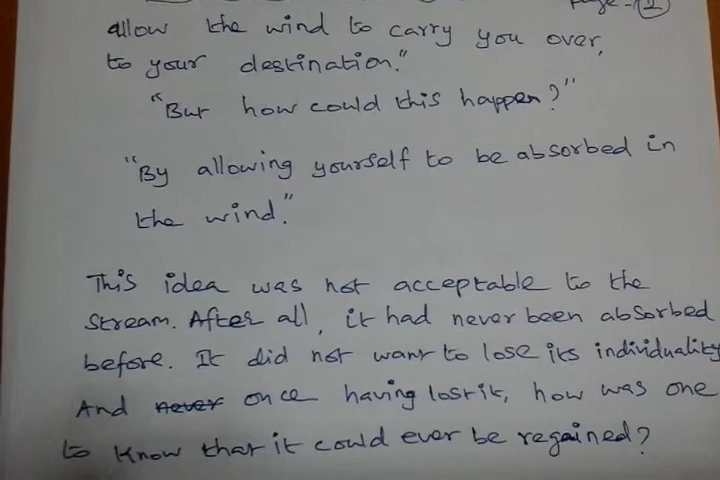 Page - 2
allow the wind to carry you over,
to your destination."
"But how could this happen?"
"By allowing yourself to be absorbed in
the wind."
This idea was not acceptable to the
stream. After all, it had never been absorbed
before. It did not want to lose its individuality
And never once having lost it, how was one
to know that it could ever be regained?